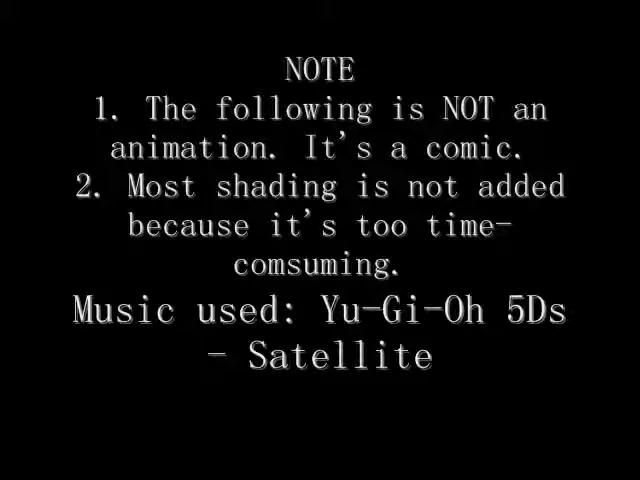 NOTE
1. The following is NOT an
animation. It's a comic.
2. Most shading is not added
because it's too time-
comsuming.
Music used: Yu-Gi-Oh 5Ds
- Satellite